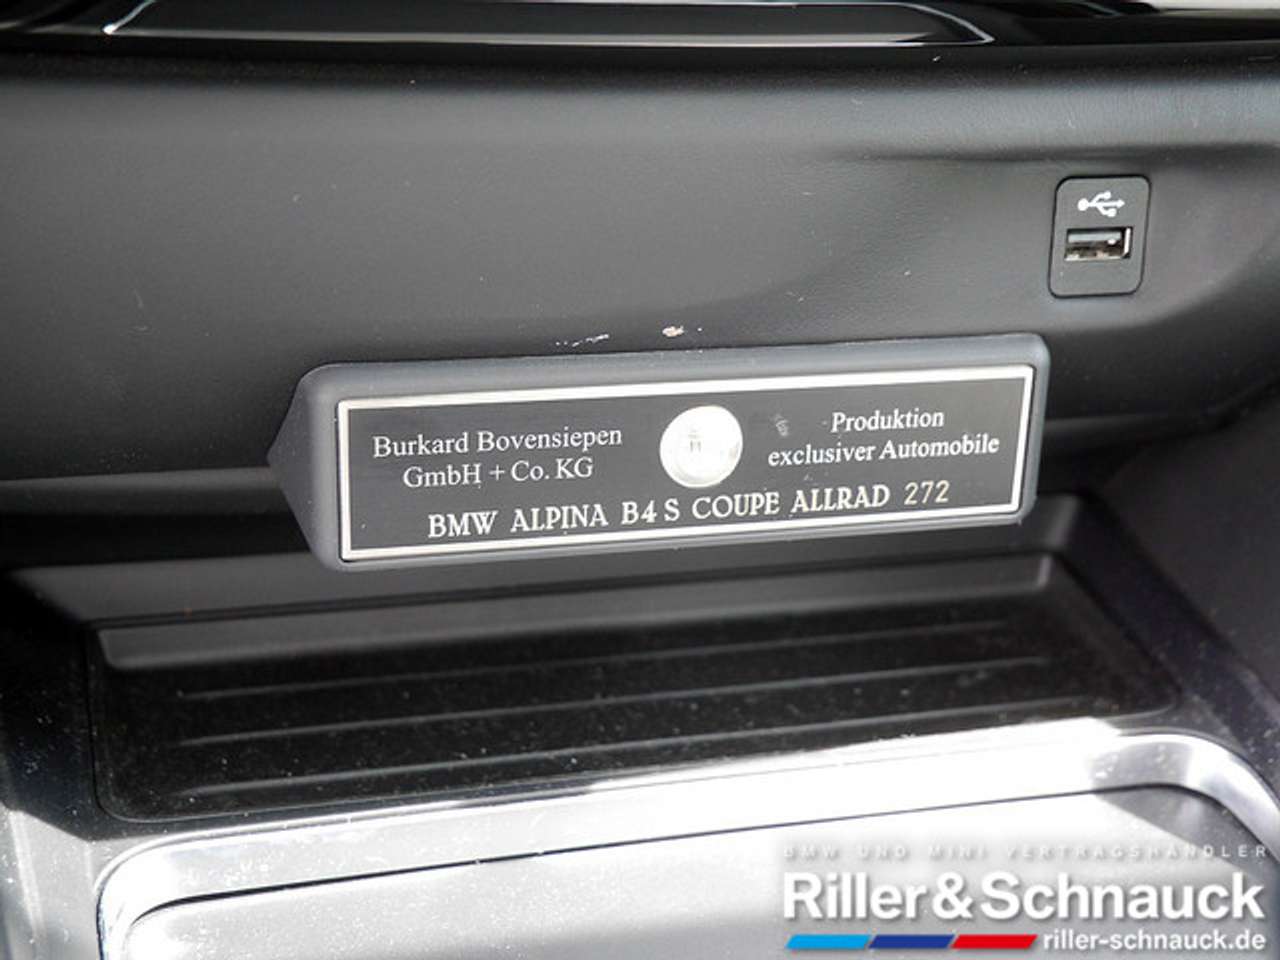 Burkard Bovensiepen
GmbH + Co. KG
Produktion
exclusiver Automobile
BMW ALPINA B4 S COUPE ALLRAD 272
BMW UND MINI VERTRAGSHÄNDLER
Riller & Schnauck
riller-schnauck.de